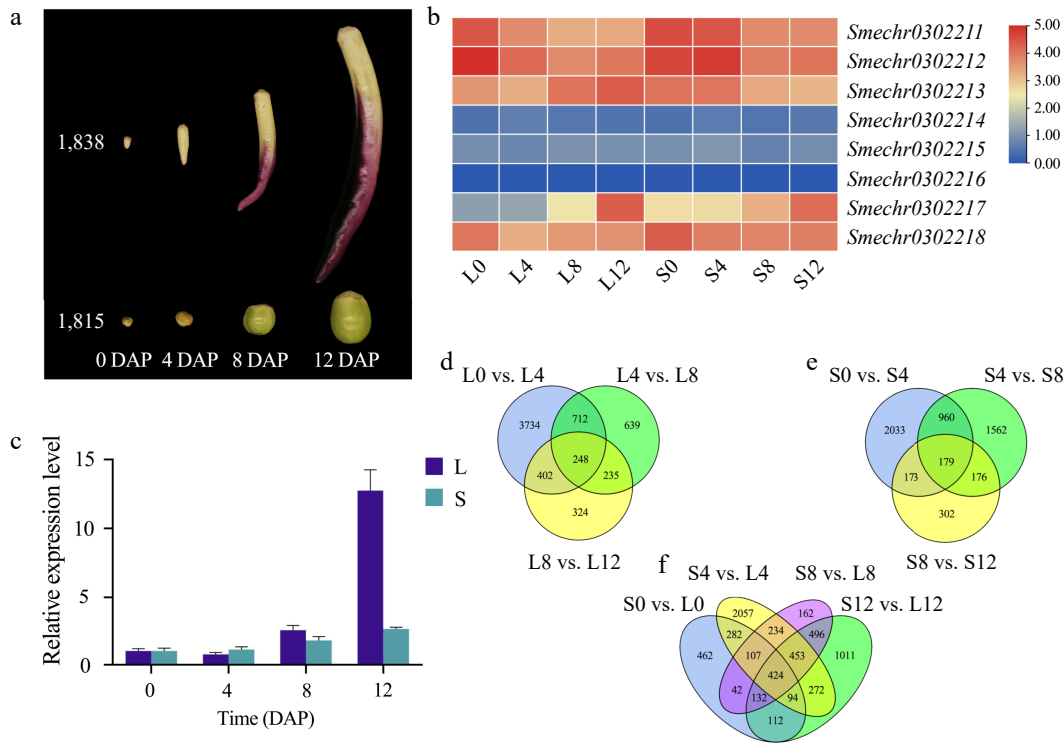 a
1,838
1,815
0 DAP 4 DAP 8 DAP 12 DAP
b
Smechr0302211
Smechr0302212
Smechr0302213
Smechr0302214
Smechr0302215
Smechr0302216
Smechr0302217
Smechr0302218
L0 L4 L8 L12 S0 S4 S8 S12
5.00
4.00
3.00
2.00
1.00
0.00
c
Relative expression level
15
10
5
0
0 4 8 12
Time (DAP)
L
S
d
L0 vs. L4 L4 vs. L8
3734 712 639
248
402 235
324
L8 vs. L12
e
S0 vs. S4 S4 vs. S8
2033 960 1562
179
173 176
302
S8 vs. S12
f
S4 vs. L4 S8 vs. L8
S0 vs. L0 S12 vs. L12
2057 162
282 234 496
462 107 453 1011
424
42 132 94 272
112